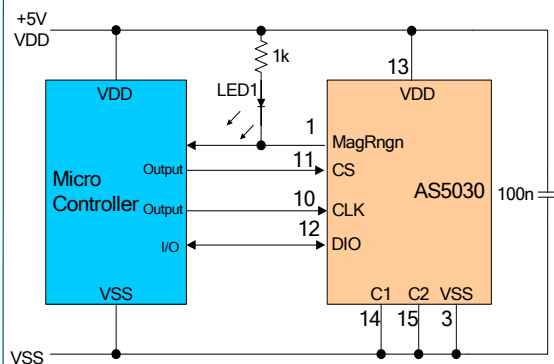 +5V
VDD
1k
13
VDD
VDD
LED1
1
MagRngn
Output
11
CS
Micro
Controller
AS5030
100n
Output
10
CLK
12
I/O
DIO
VSS
C1
C2
VSS
14
15
3
VSS